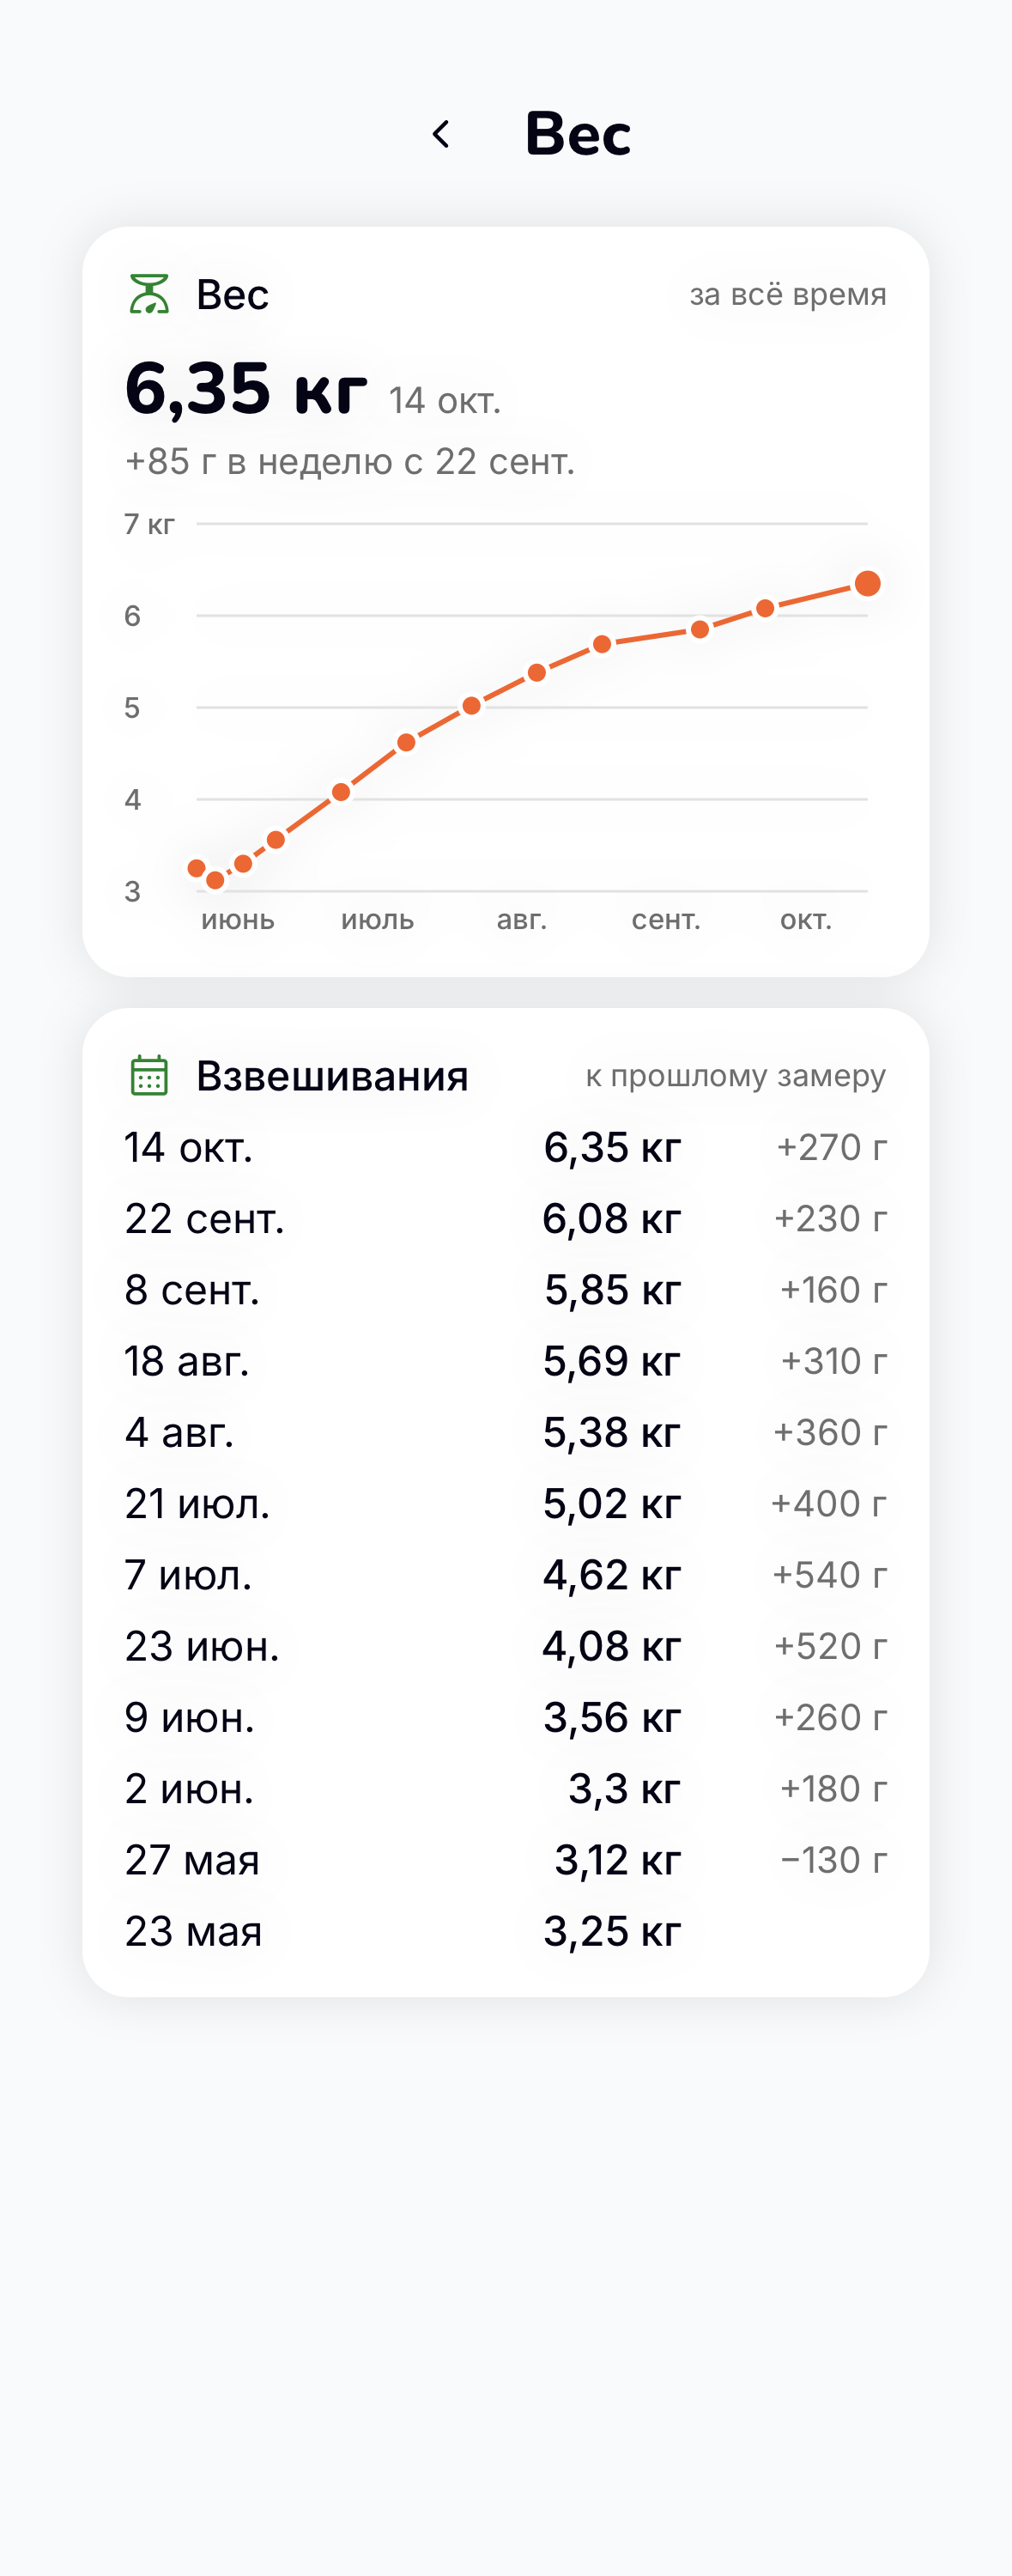 Вес
Вес за всё время
6,35 кг 14 окт.
+85 г в неделю с 22 сент.
7 кг
6
5
4
3
июнь июль авг. сент. окт.
Взвешивания к прошлому замеру
14 окт. 6,35 кг +270 г
22 сент. 6,08 кг +230 г
8 сент. 5,85 кг +160 г
18 авг. 5,69 кг +310 г
4 авг. 5,38 кг +360 г
21 июл. 5,02 кг +400 г
7 июл. 4,62 кг +540 г
23 июн. 4,08 кг +520 г
9 июн. 3,56 кг +260 г
2 июн. 3,3 кг +180 г
27 мая 3,12 кг −130 г
23 мая 3,25 кг